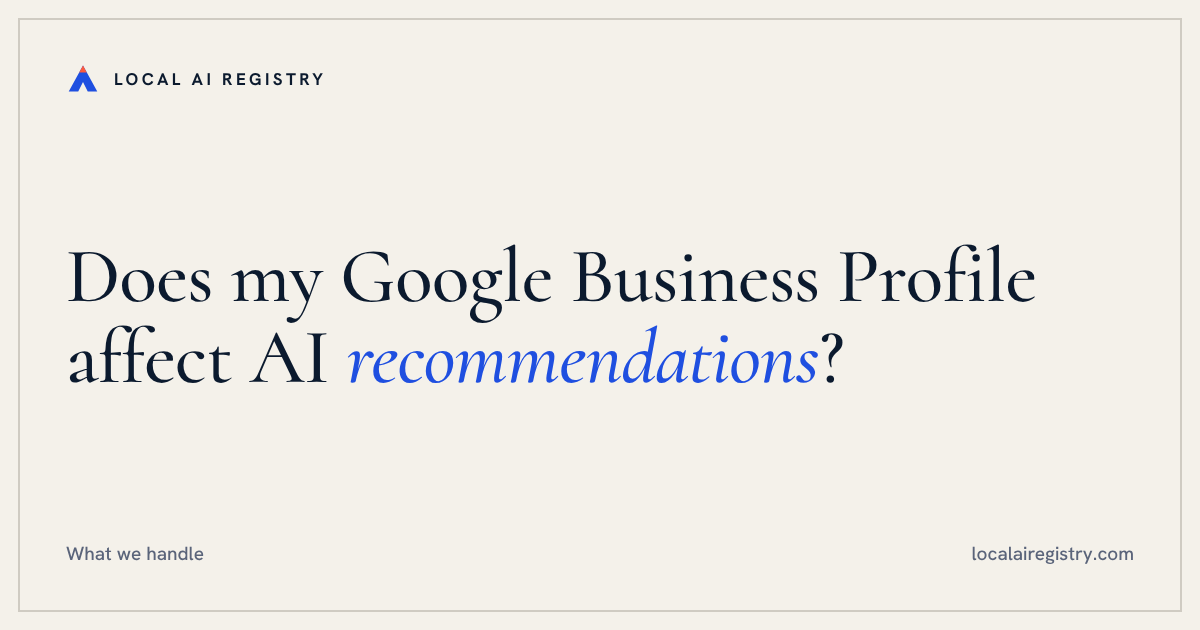 LOCAL AI REGISTRY
Does my Google Business Profile
affect AI recommendations?
What we handle
localairegistry.com